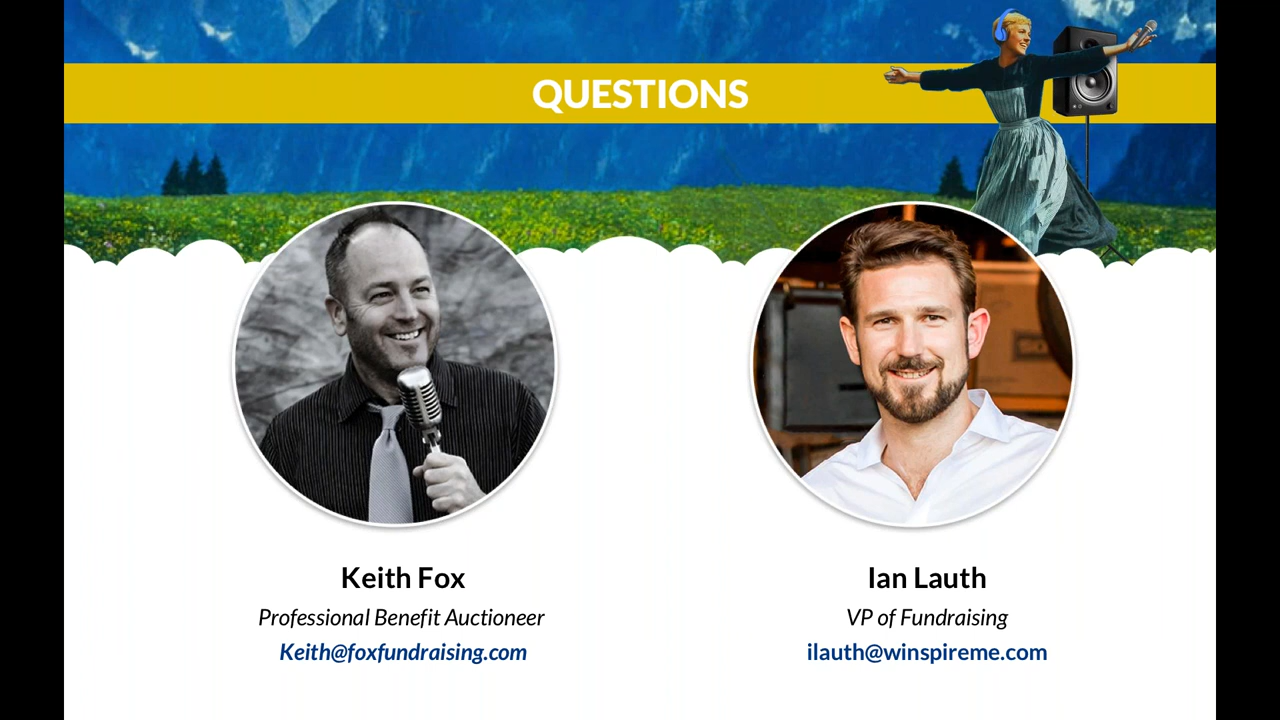 QUESTIONS
Keith Fox
Professional Benefit Auctioneer
Keith@foxfundraising.com
Ian Lauth
VP of Fundraising
ilauth@winspireme.com